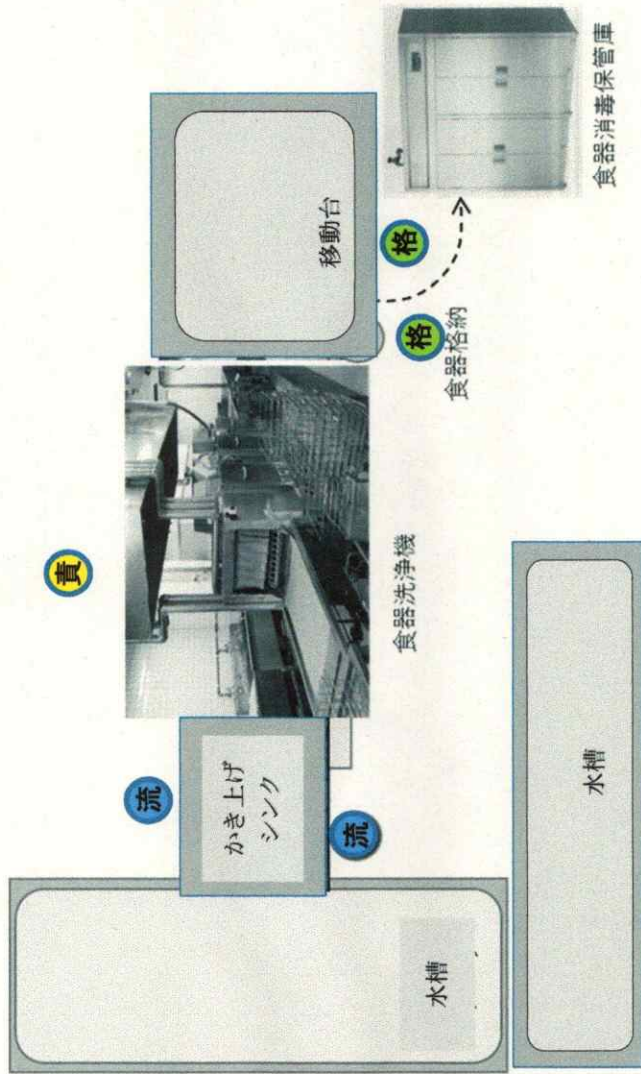 責
流
流
かき上げ
シンク
水槽
食器洗浄機
移動台
格
格
食器格納
食器消毒保管庫
水槽